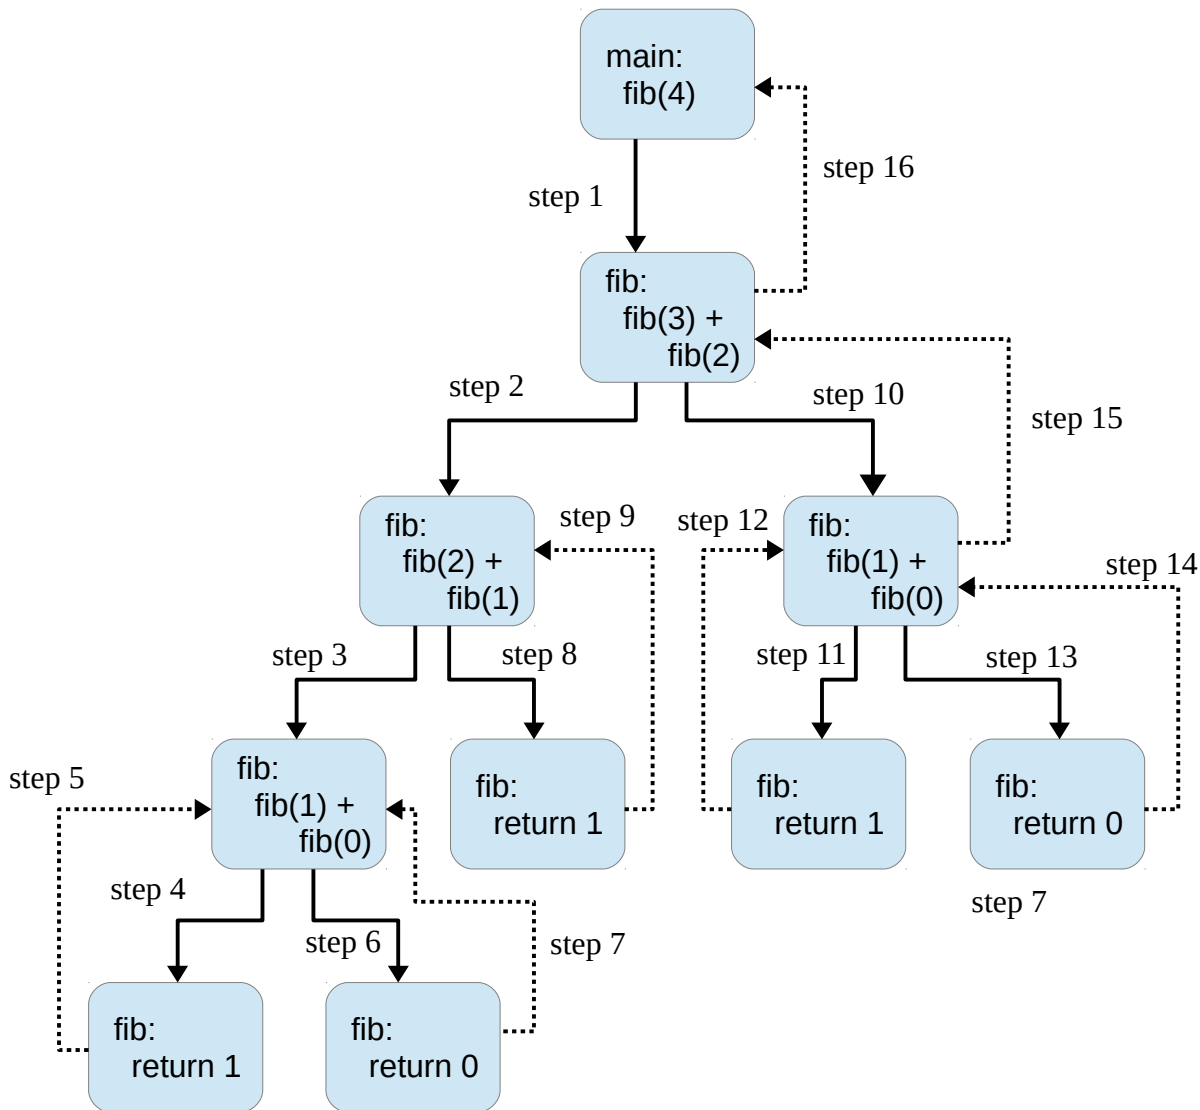 main:
fib(4)
step 16
step 1
fib:
fib(3) +
fib(2)
step 2
step 10
step 15
fib:
fib(2) +
fib(1)
step 9
step 12
fib:
fib(1) +
fib(0)
step 14
step 3
step 8
step 11
step 13
step 5
fib:
fib(1) +
fib(0)
fib:
return 1
fib:
return 1
fib:
return 0
step 4
step 6
step 7
step 7
fib:
return 1
fib:
return 0